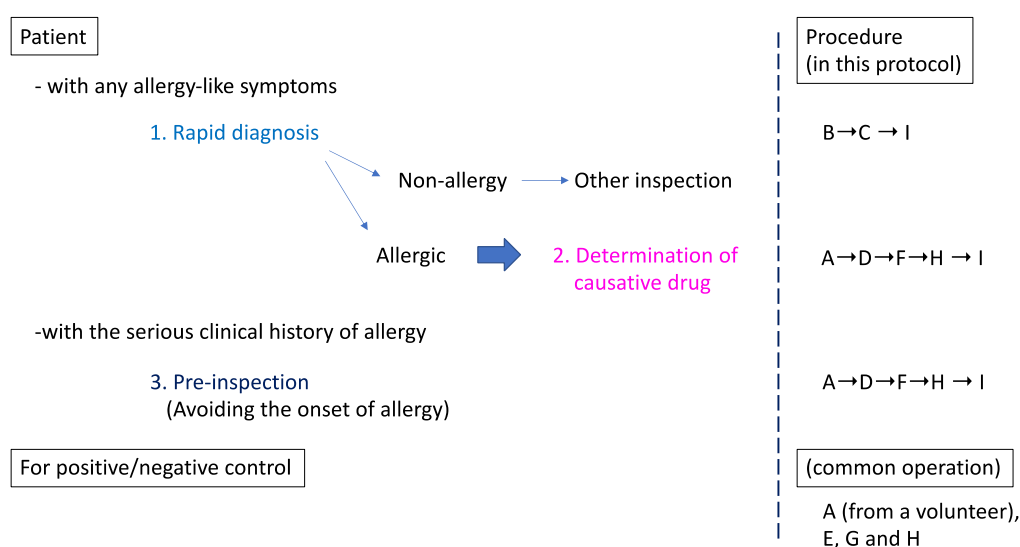 Patient
Procedure
(in this protocol)
- with any allergy-like symptoms
1. Rapid diagnosis
B→C → I
Non-allergy
Other inspection
Allergic
2. Determination of
causative drug
A→D→F→H → I
-with the serious clinical history of allergy
3. Pre-inspection
(Avoiding the onset of allergy)
A→D→F→H → I
For positive/negative control
(common operation)
A (from a volunteer),
E, G and H